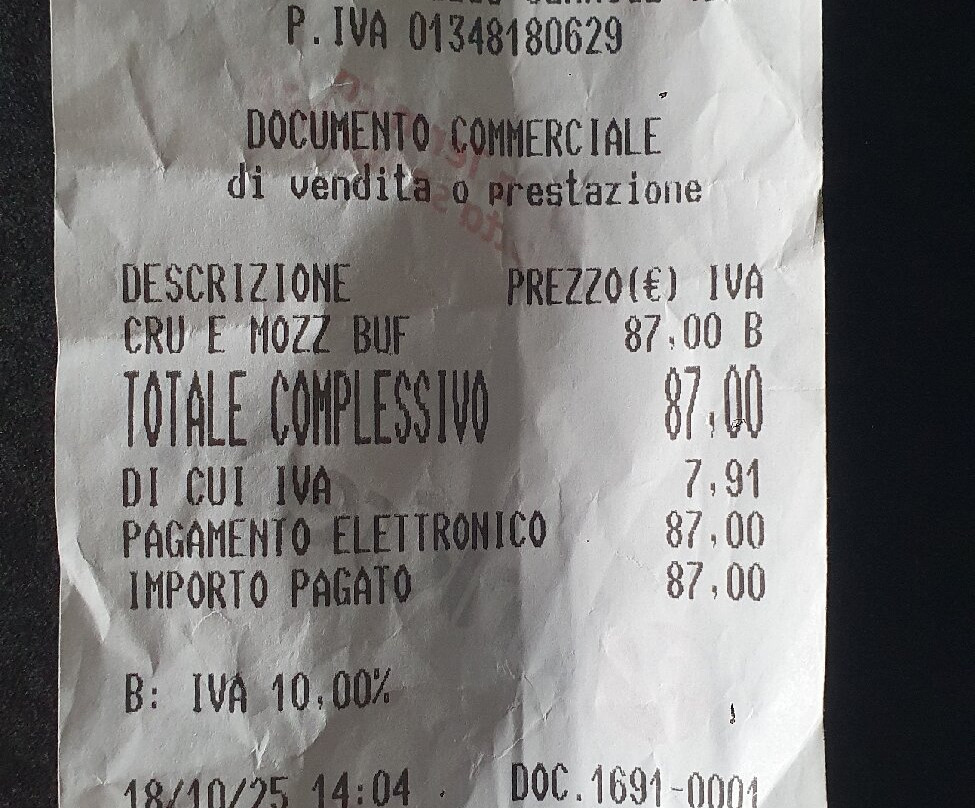 P.IVA 01348180629
DOCUMENTO COMMERCIALE
di vendita o prestazione
DESCRIZIONE PREZZO(€) IVA
CRU E MOZZ BUF 87,00 B
TOTALE COMPLESSIVO 87,00
DI CUI IVA 7,91
PAGAMENTO ELETTRONICO 87,00
IMPORTO PAGATO 87,00
B: IVA 10,00%
18/10/25 14:04 DOC.1691-0001